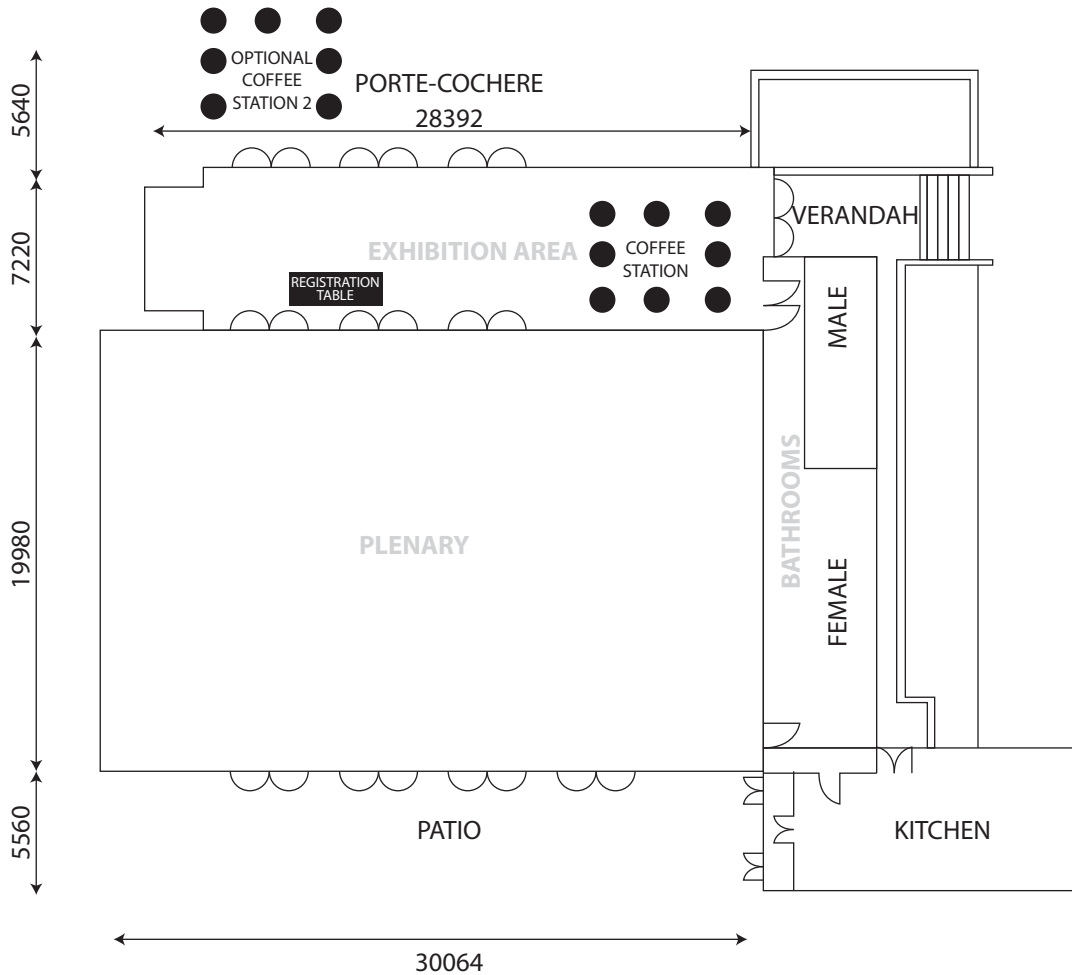 OPTIONAL
COFFEE
STATION 2
PORTE-COCHERE
28392
5640
7220
VERANDAH
EXHIBITION AREA
COFFEE
STATION
REGISTRATION
TABLE
MALE
BATHROOMS
PLENARY
19980
FEMALE
5560
PATIO
KITCHEN
30064